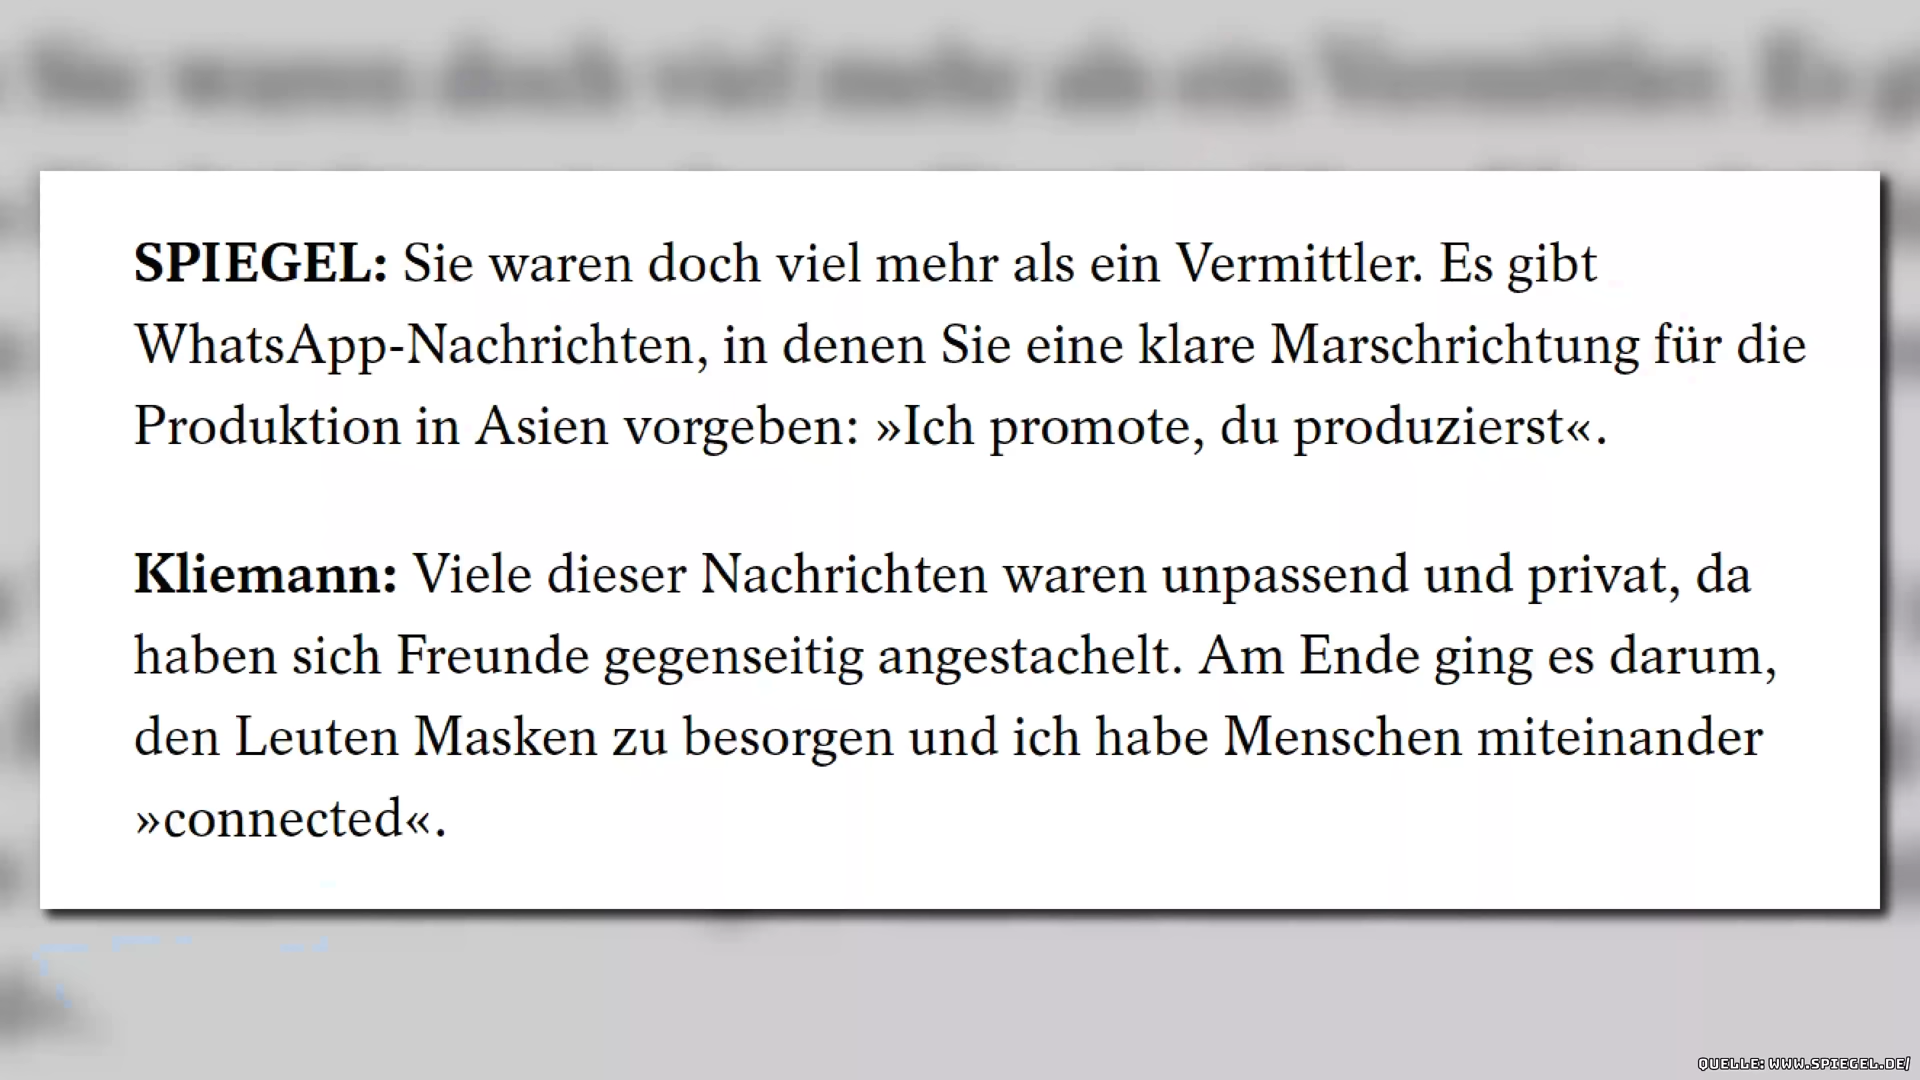 SPIEGEL: Sie waren doch viel mehr als ein Vermittler. Es gibt
WhatsApp-Nachrichten, in denen Sie eine klare Marschrichtung für die
Produktion in Asien vorgeben: »Ich promote, du produzierst«.
Kliemann: Viele dieser Nachrichten waren unpassend und privat, da
haben sich Freunde gegenseitig angestachelt. Am Ende ging es darum,
den Leuten Masken zu besorgen und ich habe Menschen miteinander
»connected«.
QUELLE: WWW.SPIEGEL.DE/